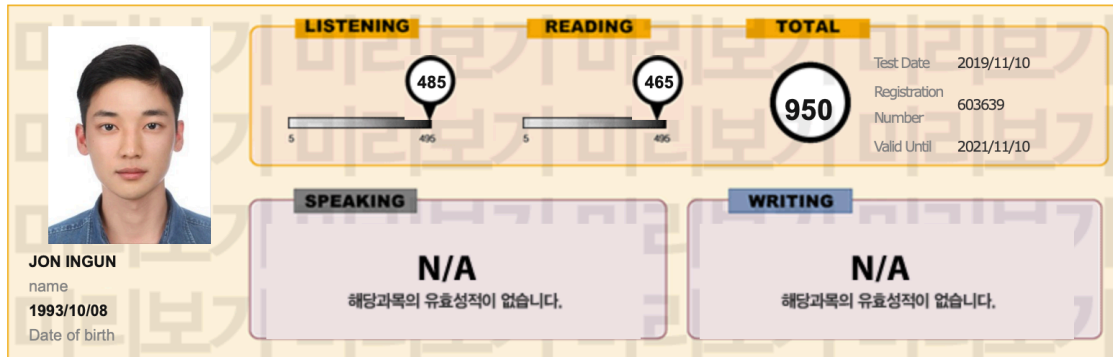 LISTENING
READING
TOTAL
485
465
950
5
495
5
495
Test Date 2019/11/10
Registration Number 603639
Valid Until 2021/11/10
SPEAKING
WRITING
N/A
해당과목의 유효성적이 없습니다.
N/A
해당과목의 유효성적이 없습니다.
JON INGUN
name
1993/10/08
Date of birth
미리보기